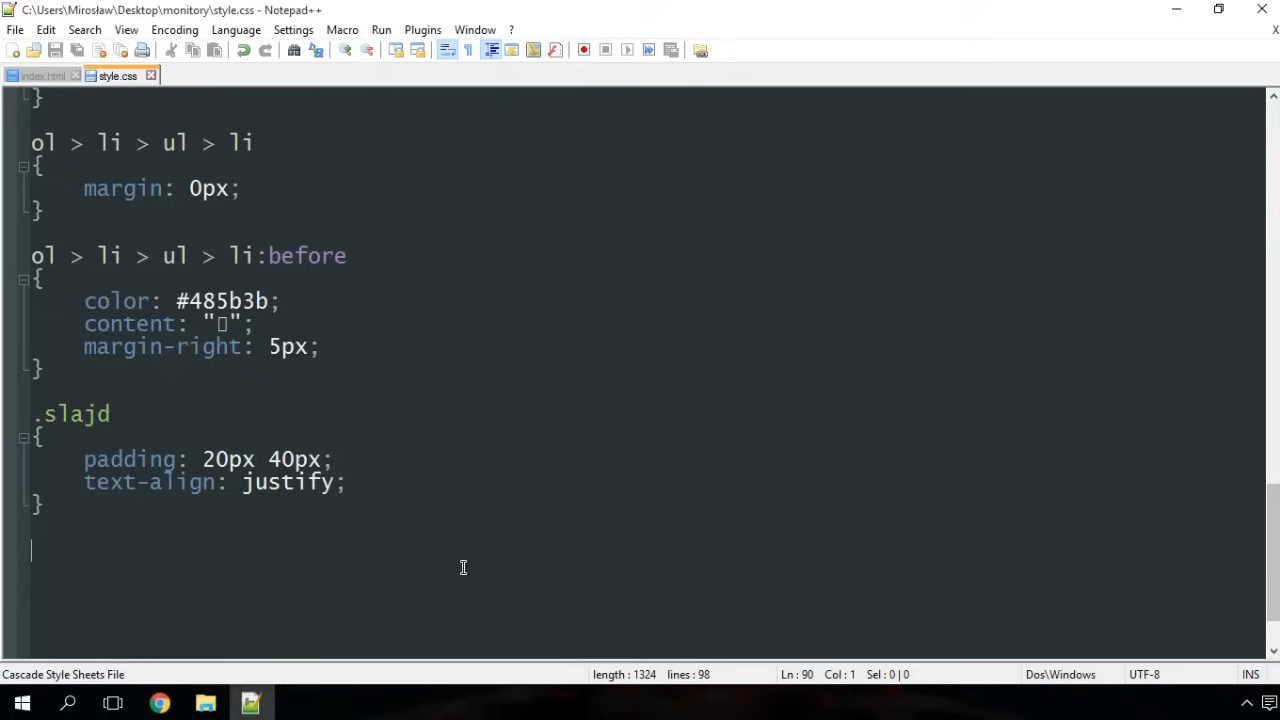 C:\Users\Mirosław\Desktop\monitory\style.css - Notepad++
File Edit Search View Encoding Language Settings Macro Run Plugins Window ? X
index.html style.css
}
ol > li > ul > li
{
margin: 0px;
}
ol > li > ul > li:before
{
color: #485b3b;
content: "▯";
margin-right: 5px;
}
.slajd
{
padding: 20px 40px;
text-align: justify;
}
Cascade Style Sheets File length : 1324 lines : 98 Ln : 90 Col : 1 Sel : 0 | 0 Dos\Windows UTF-8 INS